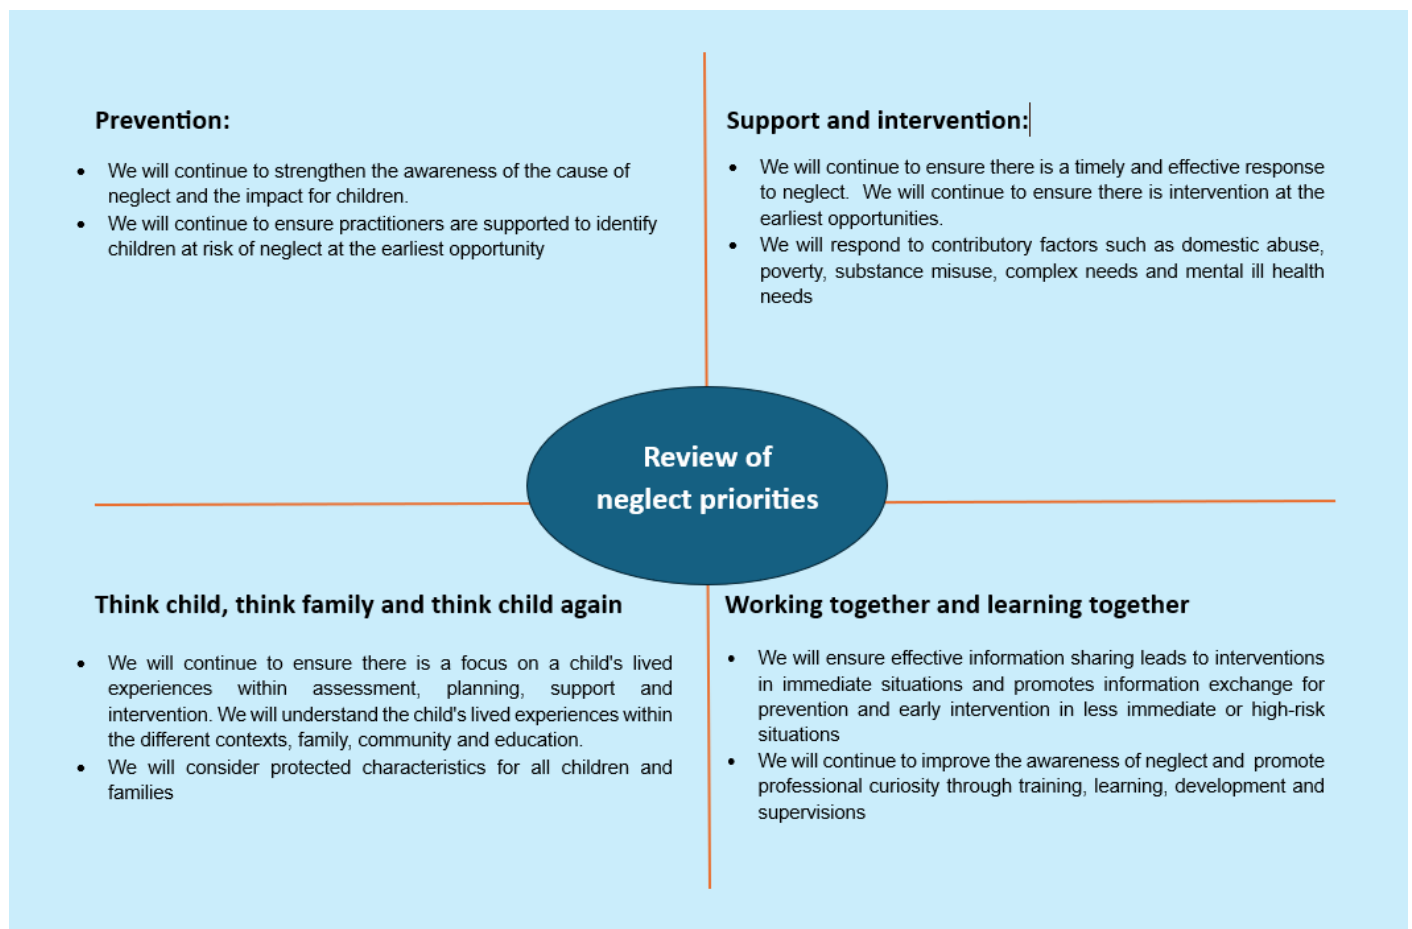 Prevention:
• We will continue to strengthen the awareness of the cause of
neglect and the impact for children.
• We will continue to ensure practitioners are supported to identify
children at risk of neglect at the earliest opportunity
Support and intervention:
• We will continue to ensure there is a timely and effective response
to neglect.  We will continue to ensure there is intervention at the
earliest opportunities.
• We will respond to contributory factors such as domestic abuse,
poverty, substance misuse, complex needs and mental ill health
needs
Review of
neglect priorities
Think child, think family and think child again
• We will continue to ensure there is a focus on a child's lived
experiences within assessment, planning, support and
intervention. We will understand the child's lived experiences within
the different contexts, family, community and education.
• We will consider protected characteristics for all children and
families
Working together and learning together
• We will ensure effective information sharing leads to interventions
in immediate situations and promotes information exchange for
prevention and early intervention in less immediate or high-risk
situations
• We will continue to improve the awareness of neglect and  promote
professional curiosity through training, learning, development and
supervisions